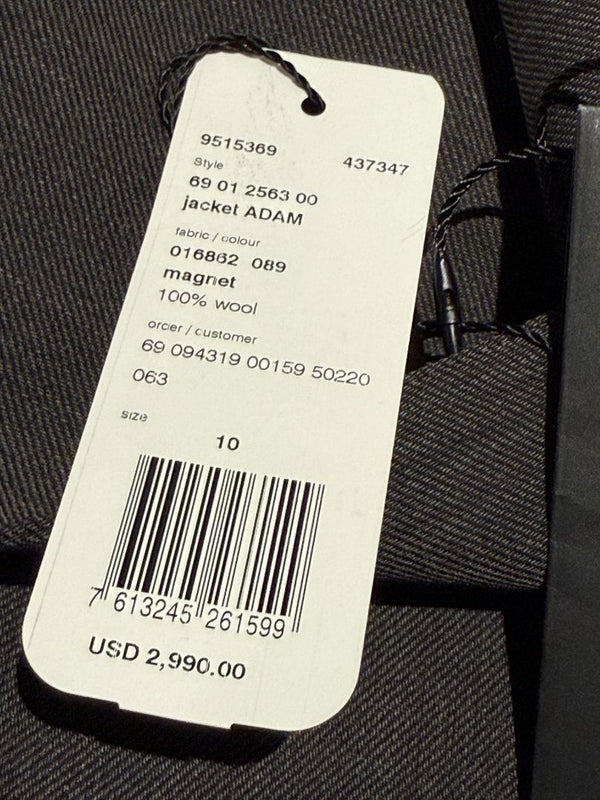 9515369 437347
Style
69 01 2563 00
jacket ADAM
fabric / colour
016862 089
magnet
100% wool
order / customer
69 094319 00159 50220
063
size
10
7 613245 261599
USD 2,990.00